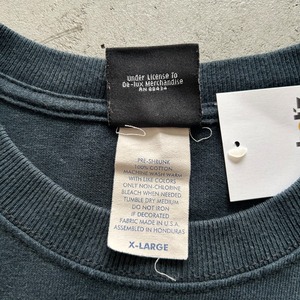 Under License To
De-lux Merchandise
RN 88434
PRE-SHRUNK
100% COTTON
MACHINE WASH WARM
WITH LIKE COLORS
ONLY NON-CHLORINE
BLEACH WHEN NEEDED
TUMBLE DRY MEDIUM
DO NOT IRON
IF DECORATED
FABRIC MADE IN U.S.A.
ASSEMBLED IN HONDURAS
X-LARGE